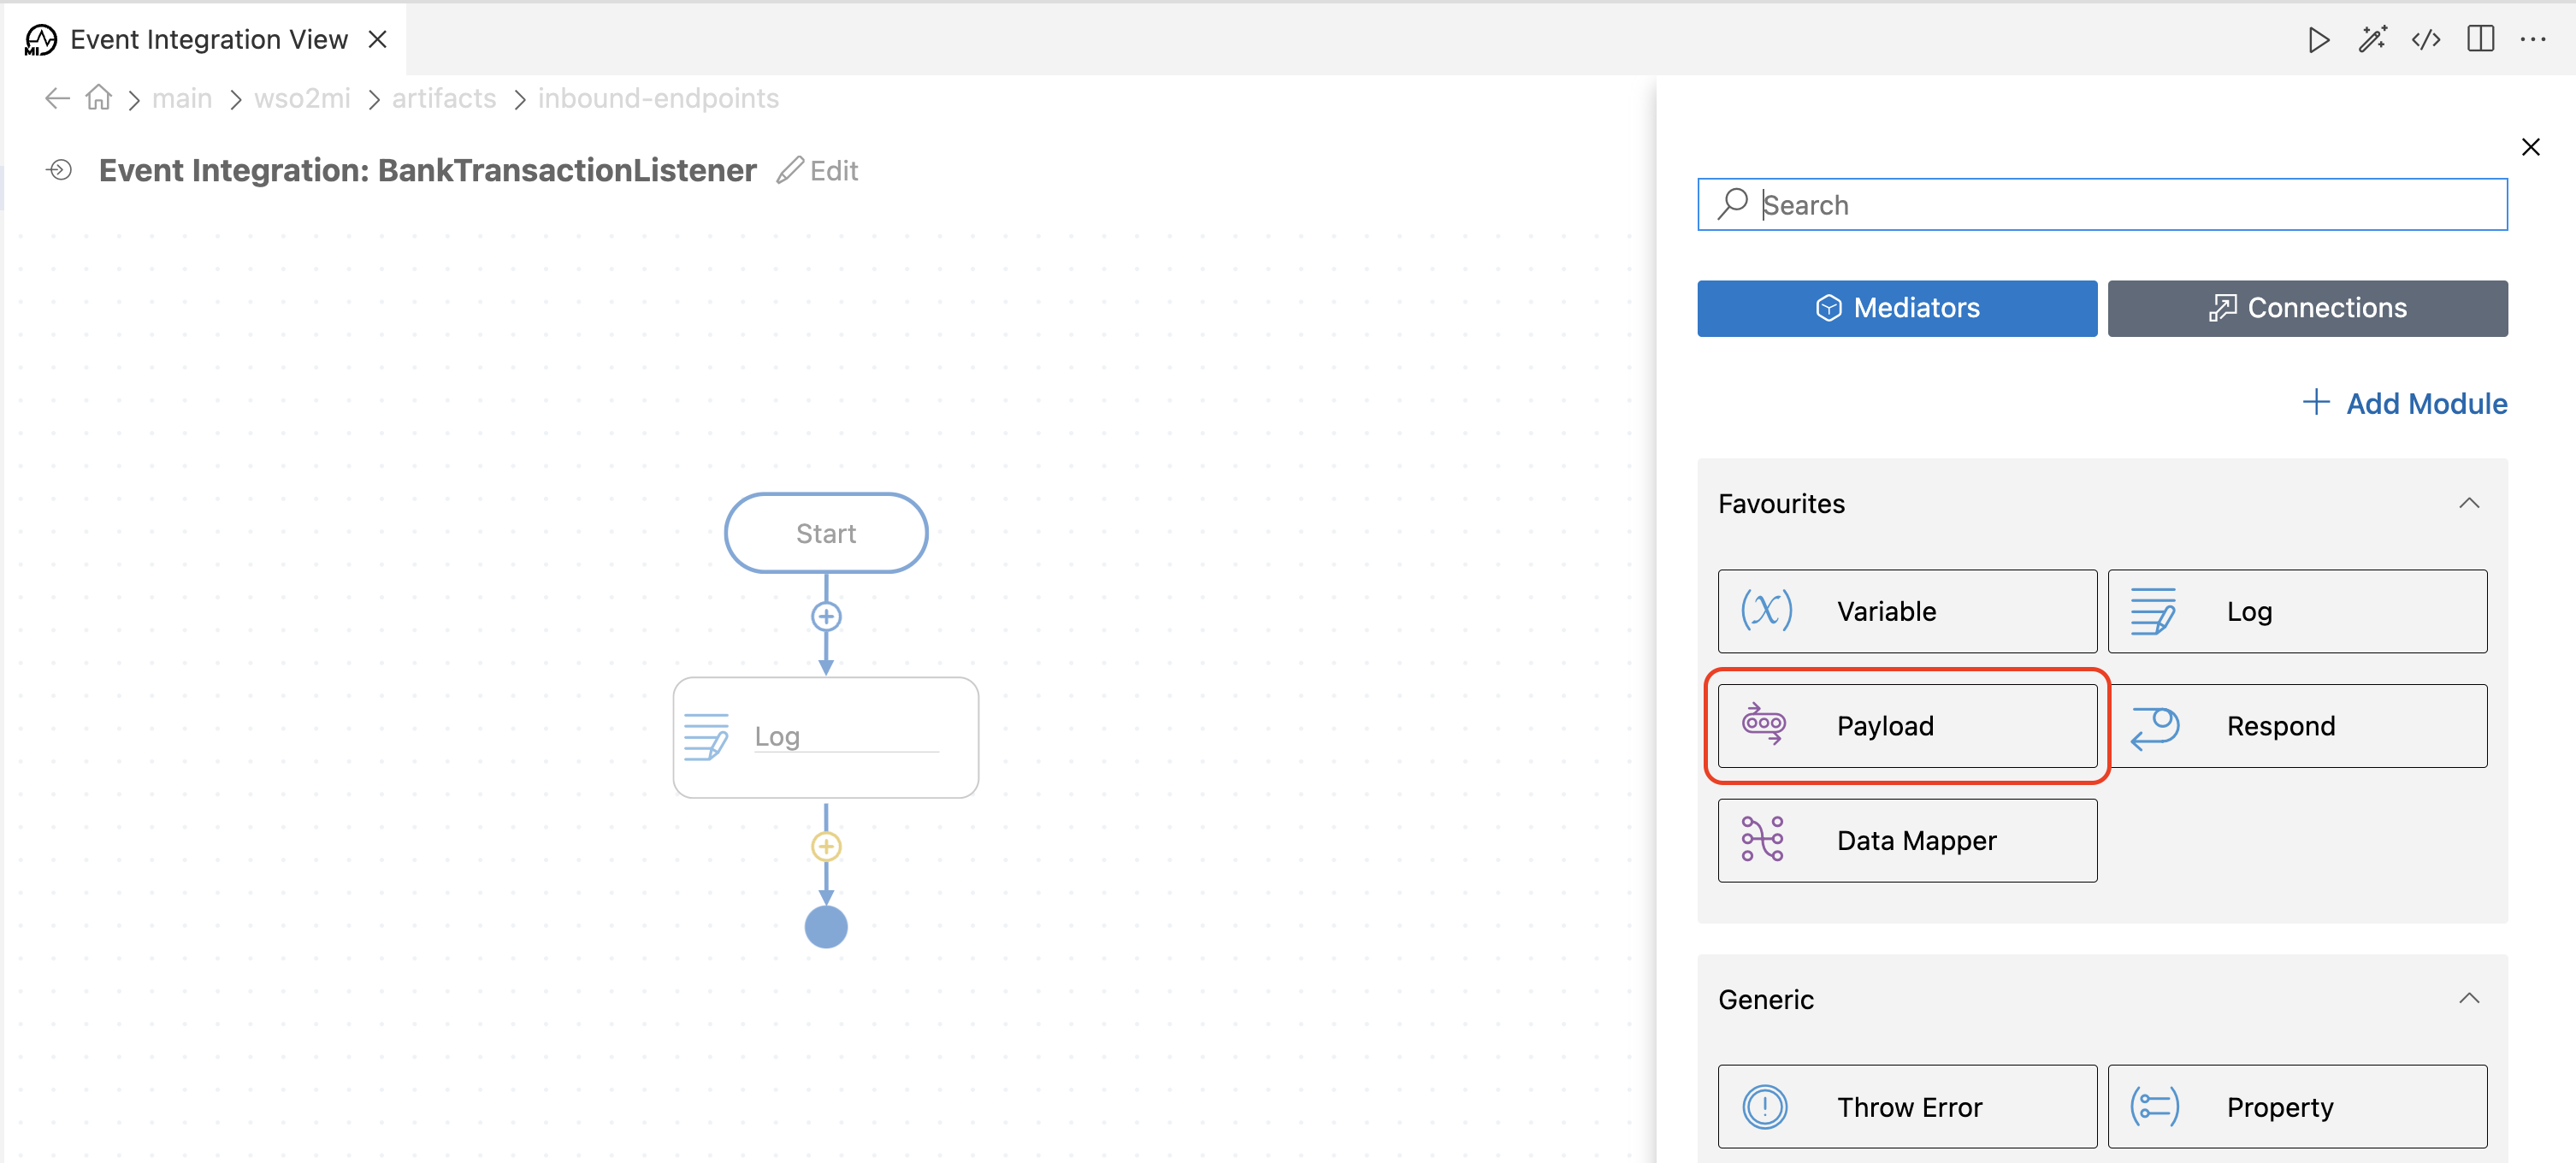 MI Event Integration View
main wso2mi artifacts inbound-endpoints
Event Integration: BankTransactionListener Edit
Start
Log
Search
Mediators Connections
Add Module
Favourites
Variable Log
Payload Respond
Data Mapper
Generic
Throw Error Property